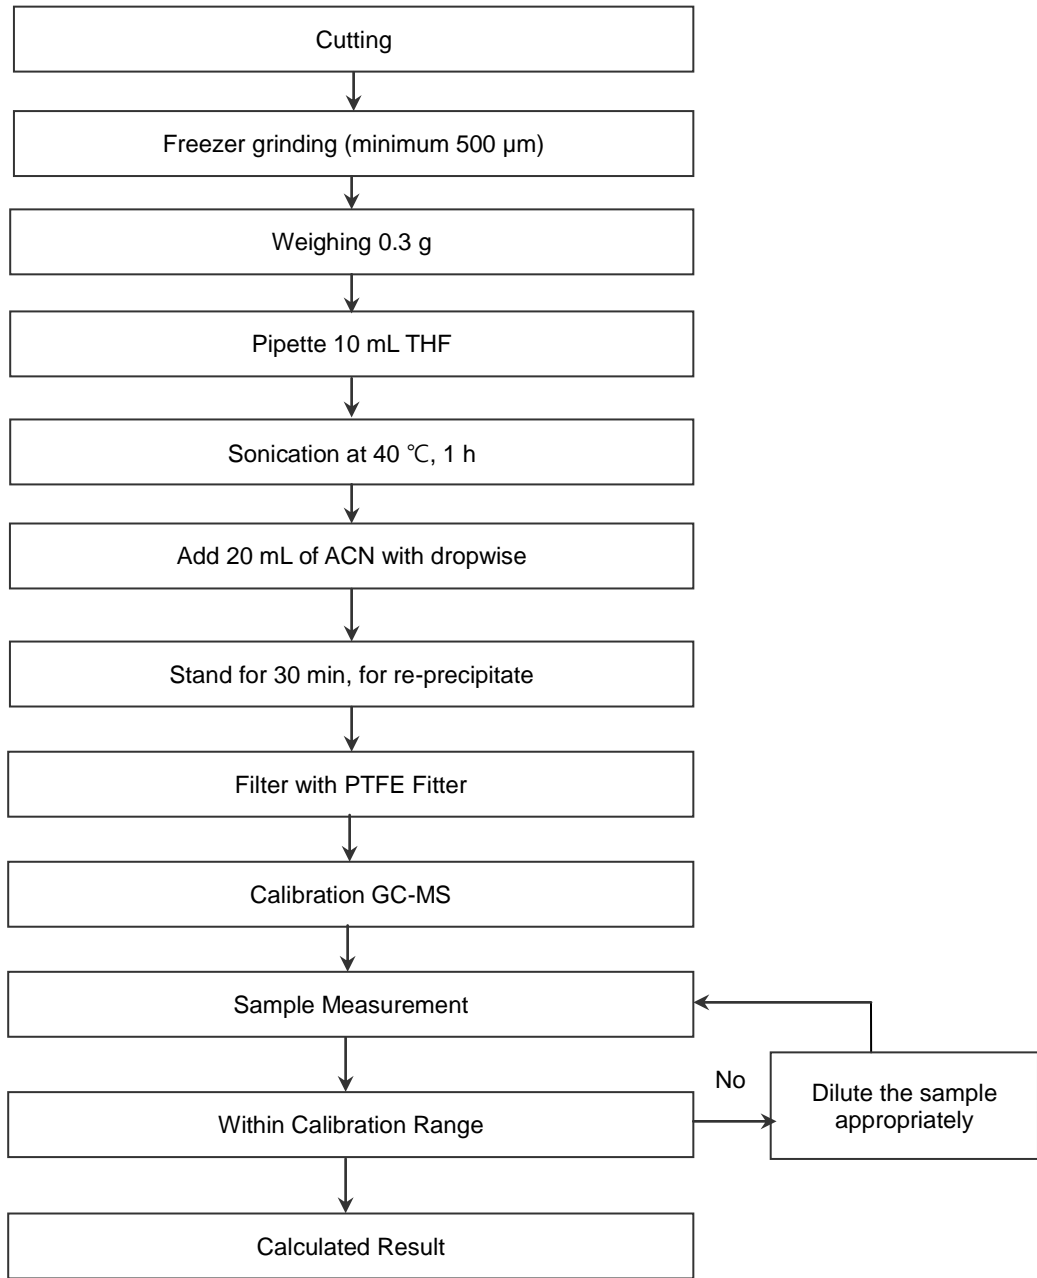 Cutting
Freezer grinding (minimum 500 µm)
Weighing 0.3 g
Pipette 10 mL THF
Sonication at 40 ℃, 1 h
Add 20 mL of ACN with dropwise
Stand for 30 min, for re-precipitate
Filter with PTFE Fitter
Calibration GC-MS
Sample Measurement
No
Dilute the sample
appropriately
Within Calibration Range
Calculated Result